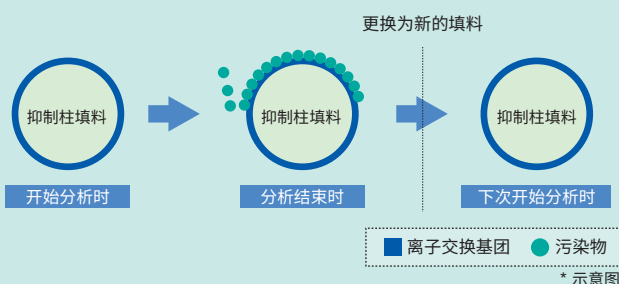 更换为新的填料
抑制柱填料
抑制柱填料
抑制柱填料
开始分析时
分析结束时
下次开始分析时
离子交换基团
污染物
* 示意图